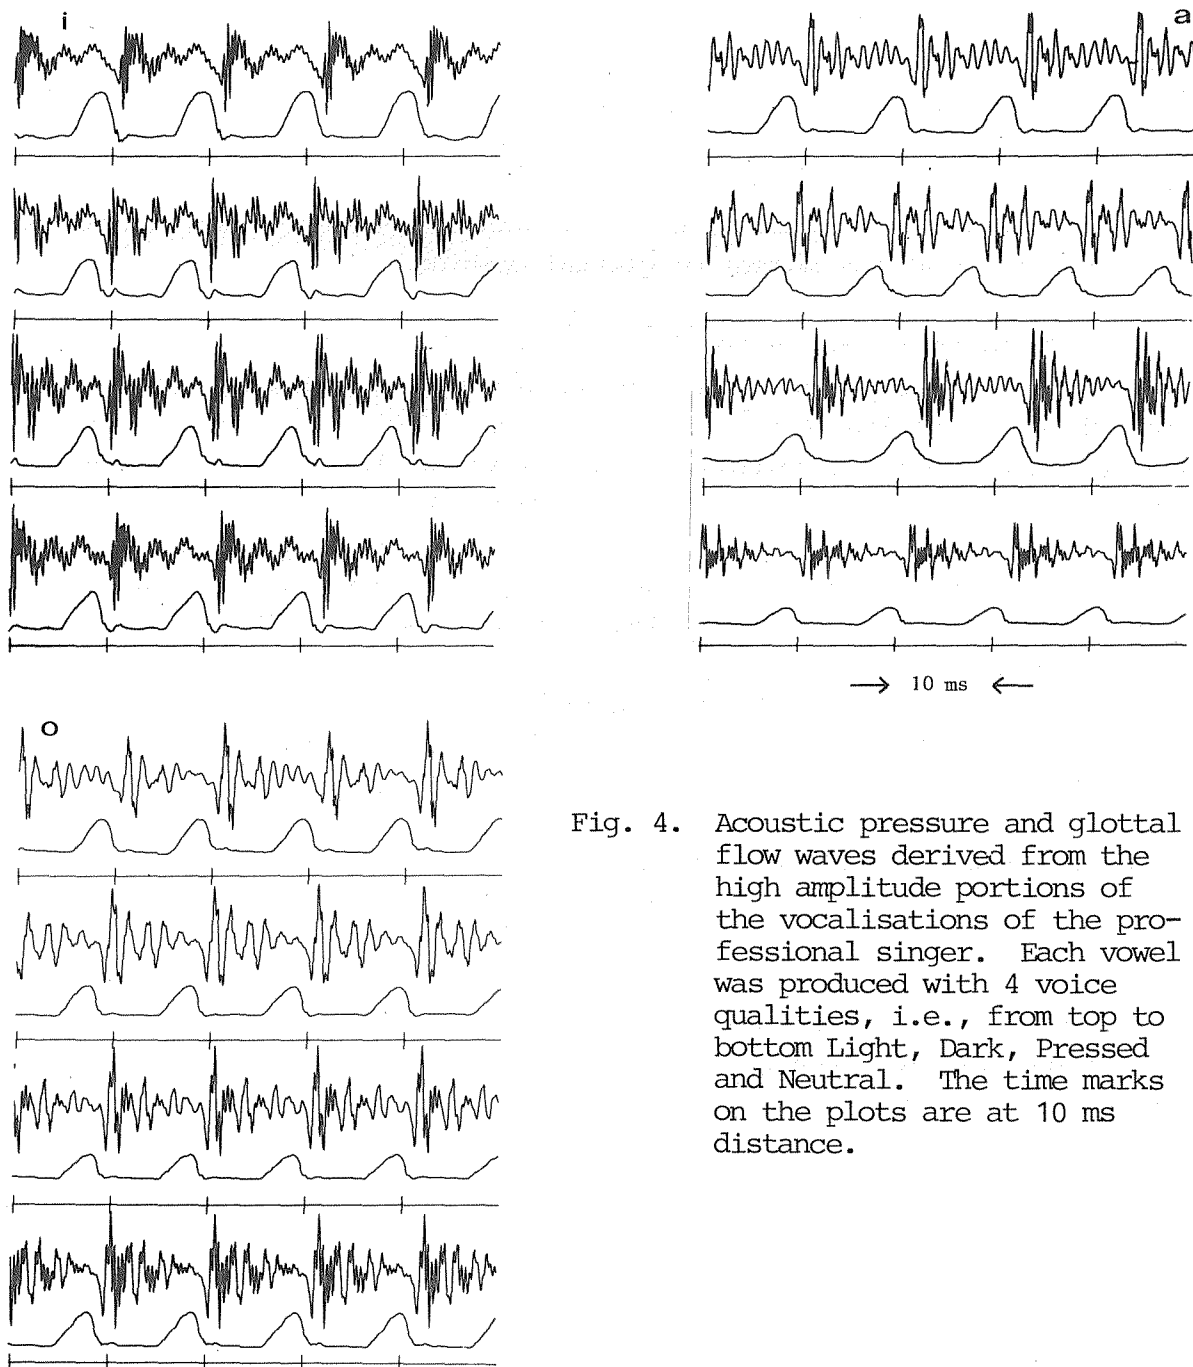 i
a
→ 10 ms ←
o
Fig. 4. Acoustic pressure and glottal
flow waves derived from the
high amplitude portions of
the vocalisations of the pro-
fessional singer. Each vowel
was produced with 4 voice
qualities, i.e., from top to
bottom Light, Dark, Pressed
and Neutral. The time marks
on the plots are at 10 ms
distance.